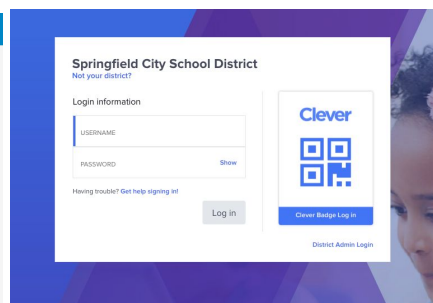 Springfield City School District
Not your district?
Login information
USERNAME
PASSWORD
Show
Having trouble? Get help signing in!
Log in
Clever
Clever Badge Log in
District Admin Login